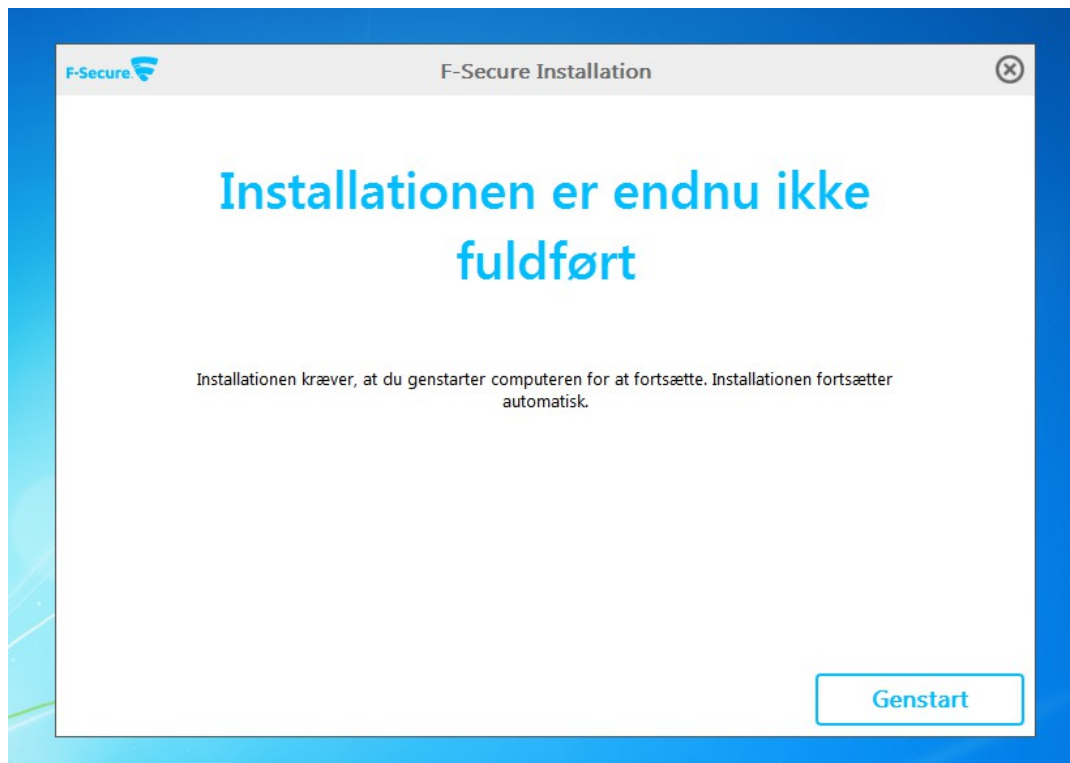 F-Secure.
F-Secure Installation
Installationen er endnu ikke
fuldført
Installationen kræver, at du genstarter computeren for at fortsætte. Installationen fortsætter
automatisk.
Genstart